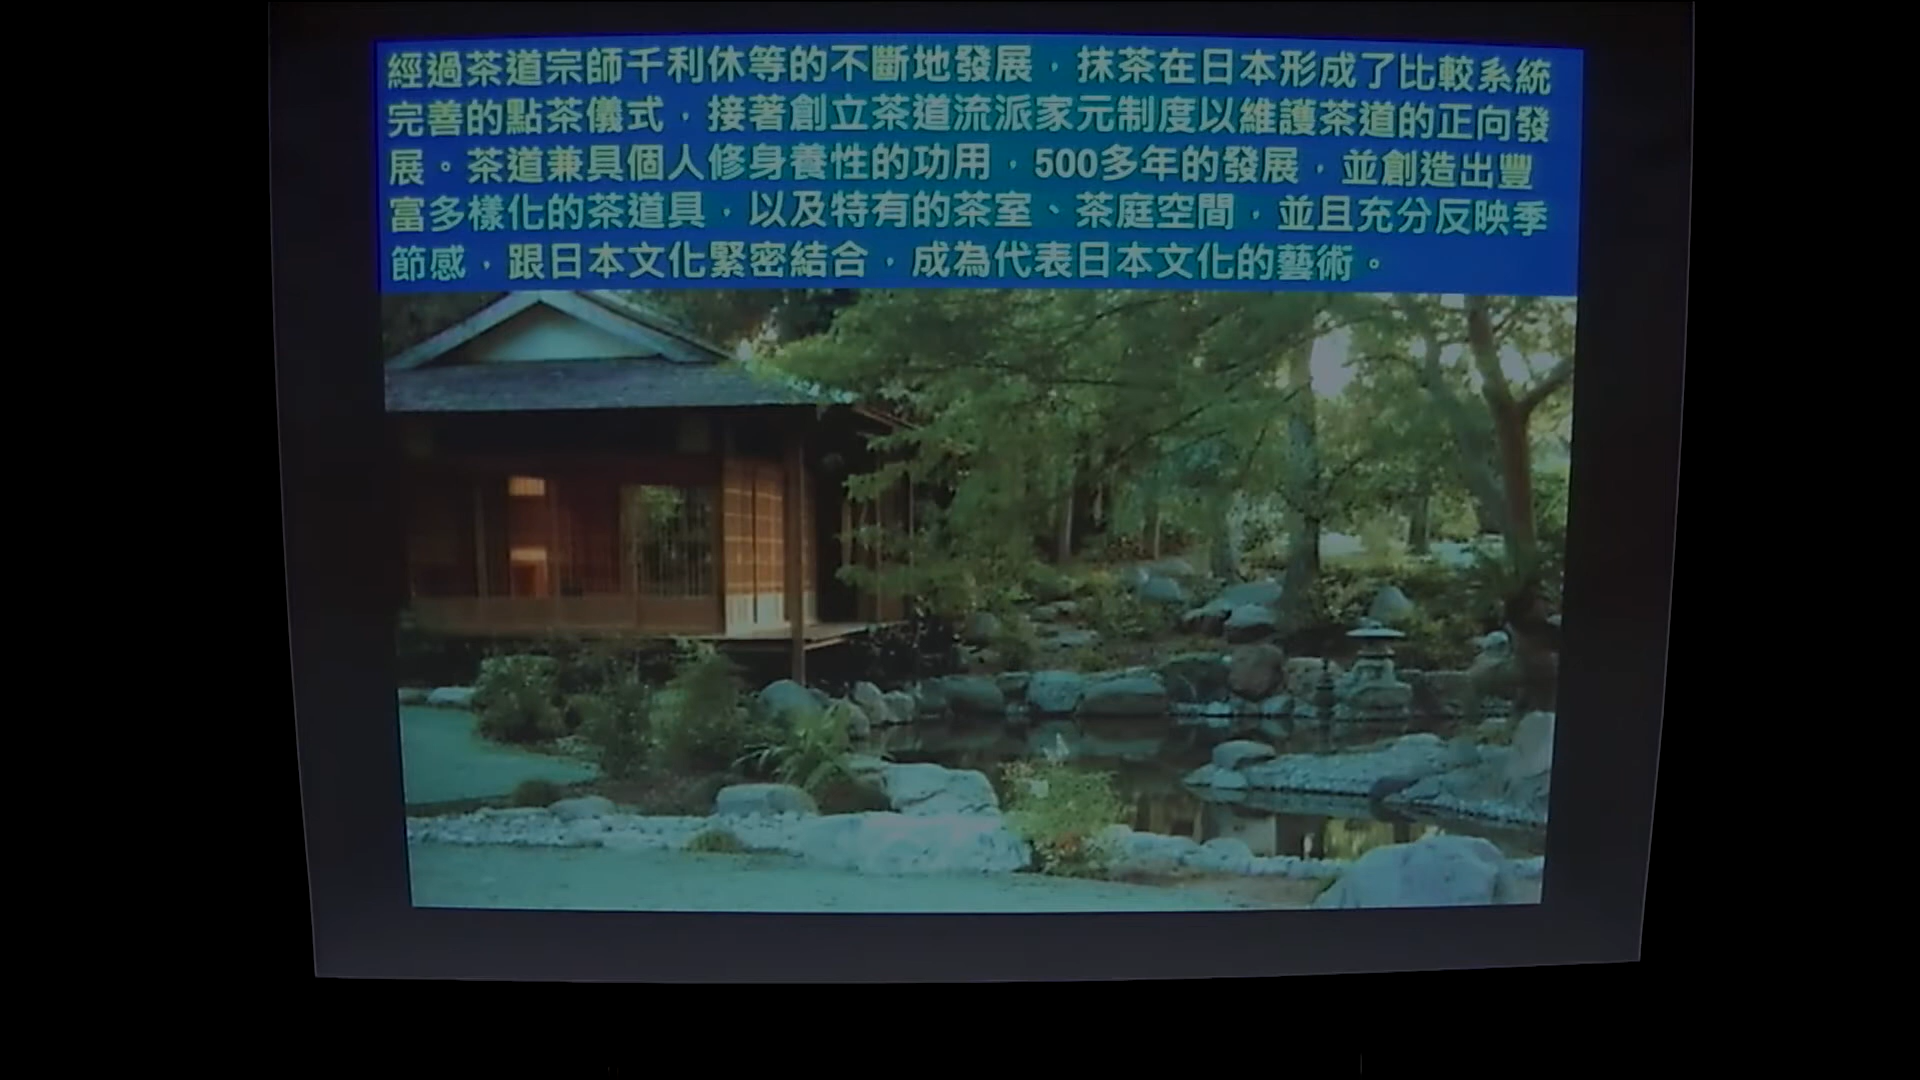 經過茶道宗師千利休等的不斷地發展，抹茶在日本形成了比較系統
完善的點茶儀式，接著創立茶道流派家元制度以維護茶道的正向發
展。茶道兼具個人修身養性的功用，500多年的發展，並創造出豐
富多樣化的茶道具，以及特有的茶室、茶庭空間，並且充分反映季
節感，跟日本文化緊密結合，成為代表日本文化的藝術。